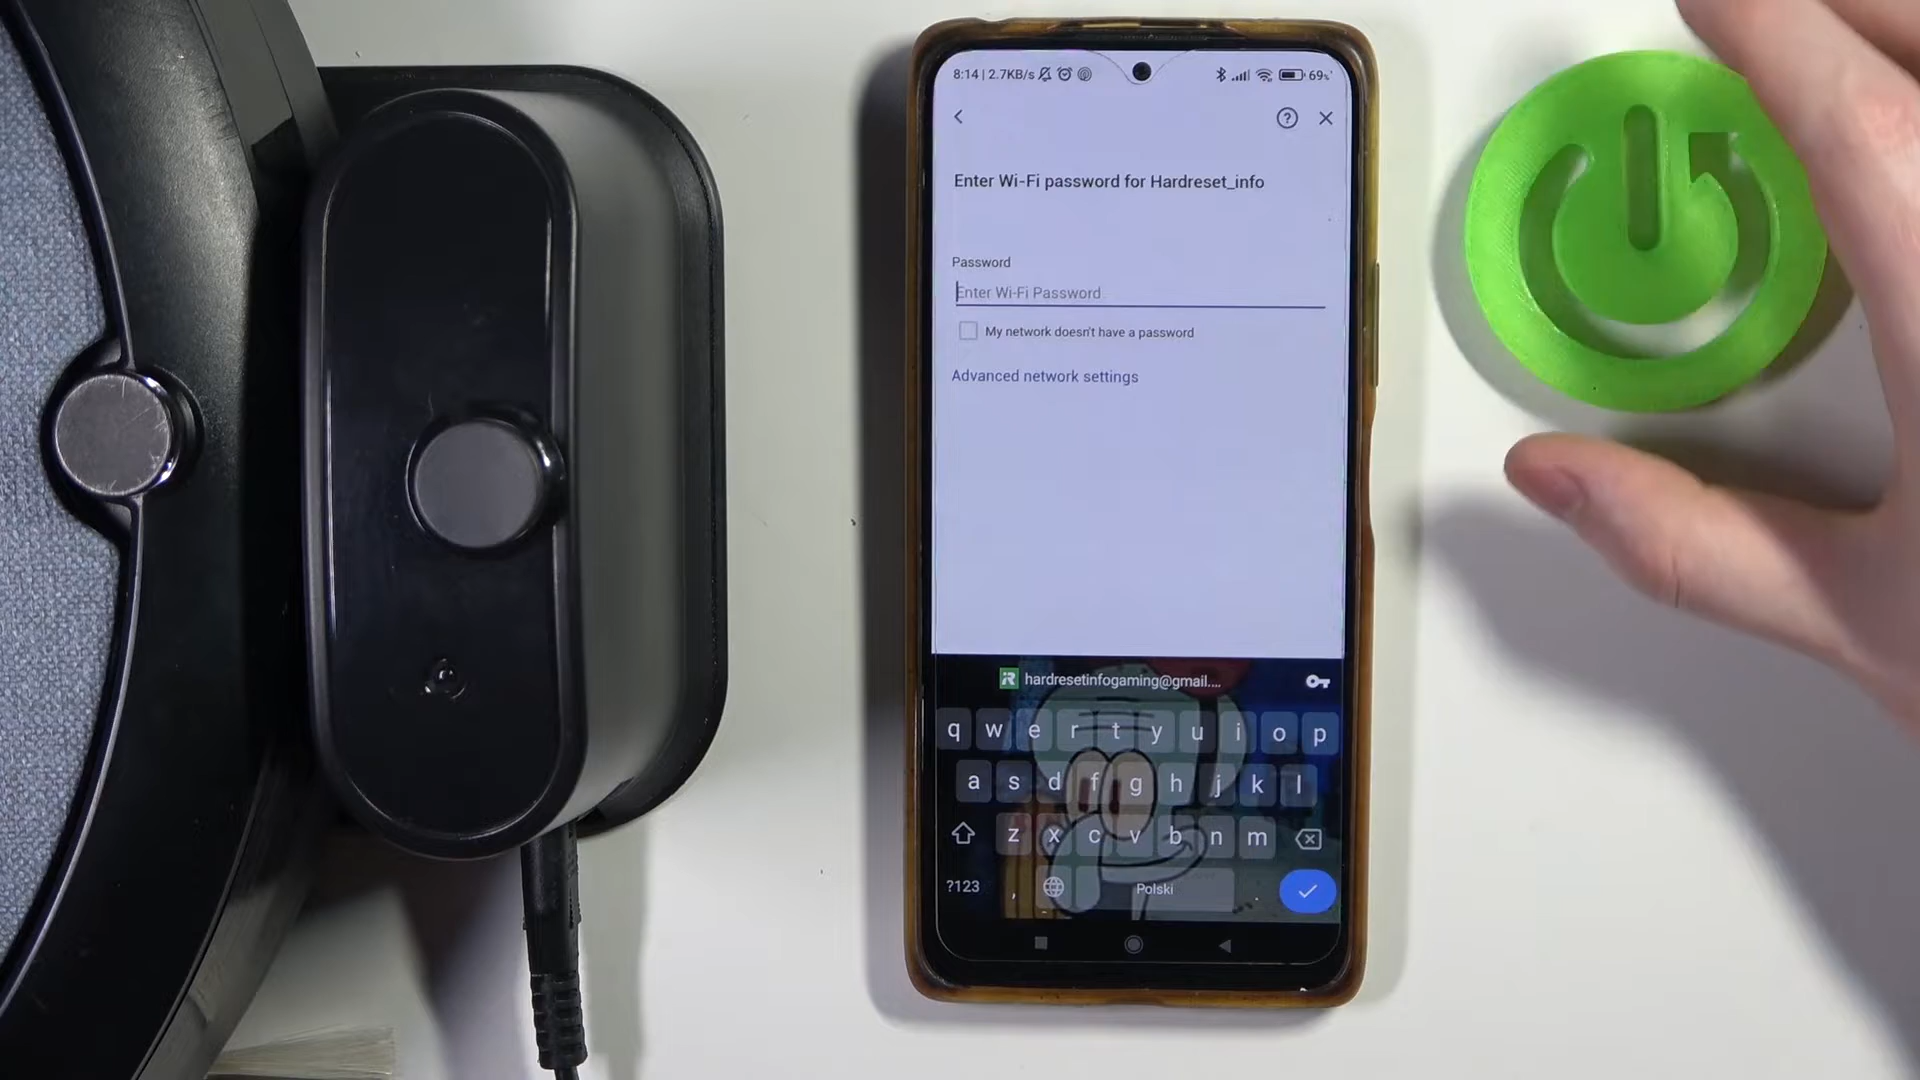 8:14 | 2.7KB/s
69%
Enter Wi-Fi password for Hardreset_info
Password
Enter Wi-Fi Password
My network doesn't have a password
Advanced network settings
hardresetinfogaming@gmail....
q w e r t y u i o p
a s d f g h j k l
z x c v b n m
?123 , Polski .